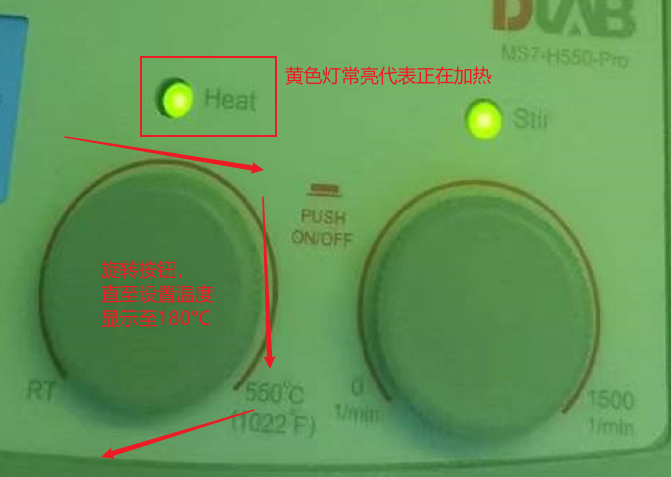 DLAB
MS7-H550-Pro
黄色灯常亮代表正在加热
Heat
Stir
PUSH
ON/OFF
旋转按钮，
直至设置温度
显示至180°C
RT
550°C
(1022°F)
0
1/min
1500
1/min